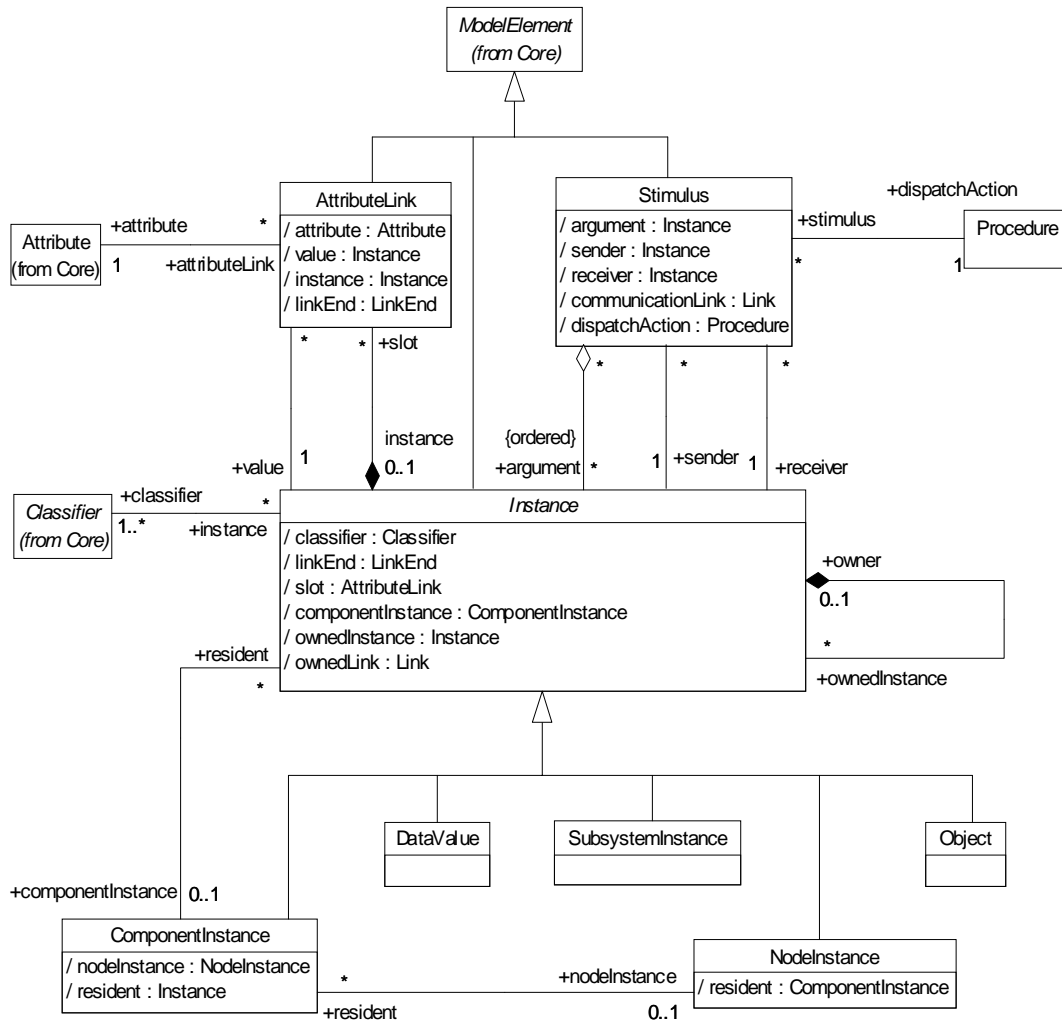 ModelElement
(from Core)
AttributeLink
/ attribute : Attribute
/ value : Instance
/ instance : Instance
/ linkEnd : LinkEnd
Stimulus
/ argument : Instance
/ sender : Instance
/ receiver : Instance
/ communicationLink : Link
/ dispatchAction : Procedure
+dispatchAction
+stimulus
*
1
Procedure
Attribute
(from Core)
+attribute
*
1
+attributeLink
*
*
+slot
*
*
*
instance
0..1
1
+value
{ordered}
+argument
*
1
+sender
1
+receiver
Classifier
(from Core)
+classifier
*
1..*
+instance
Instance
/ classifier : Classifier
/ linkEnd : LinkEnd
/ slot : AttributeLink
/ componentInstance : ComponentInstance
/ ownedInstance : Instance
/ ownedLink : Link
+owner
0..1
*
+ownedInstance
+resident
*
DataValue
SubsystemInstance
Object
+componentInstance
0..1
ComponentInstance
/ nodeInstance : NodeInstance
/ resident : Instance
*
+resident
+nodeInstance
0..1
NodeInstance
/ resident : ComponentInstance